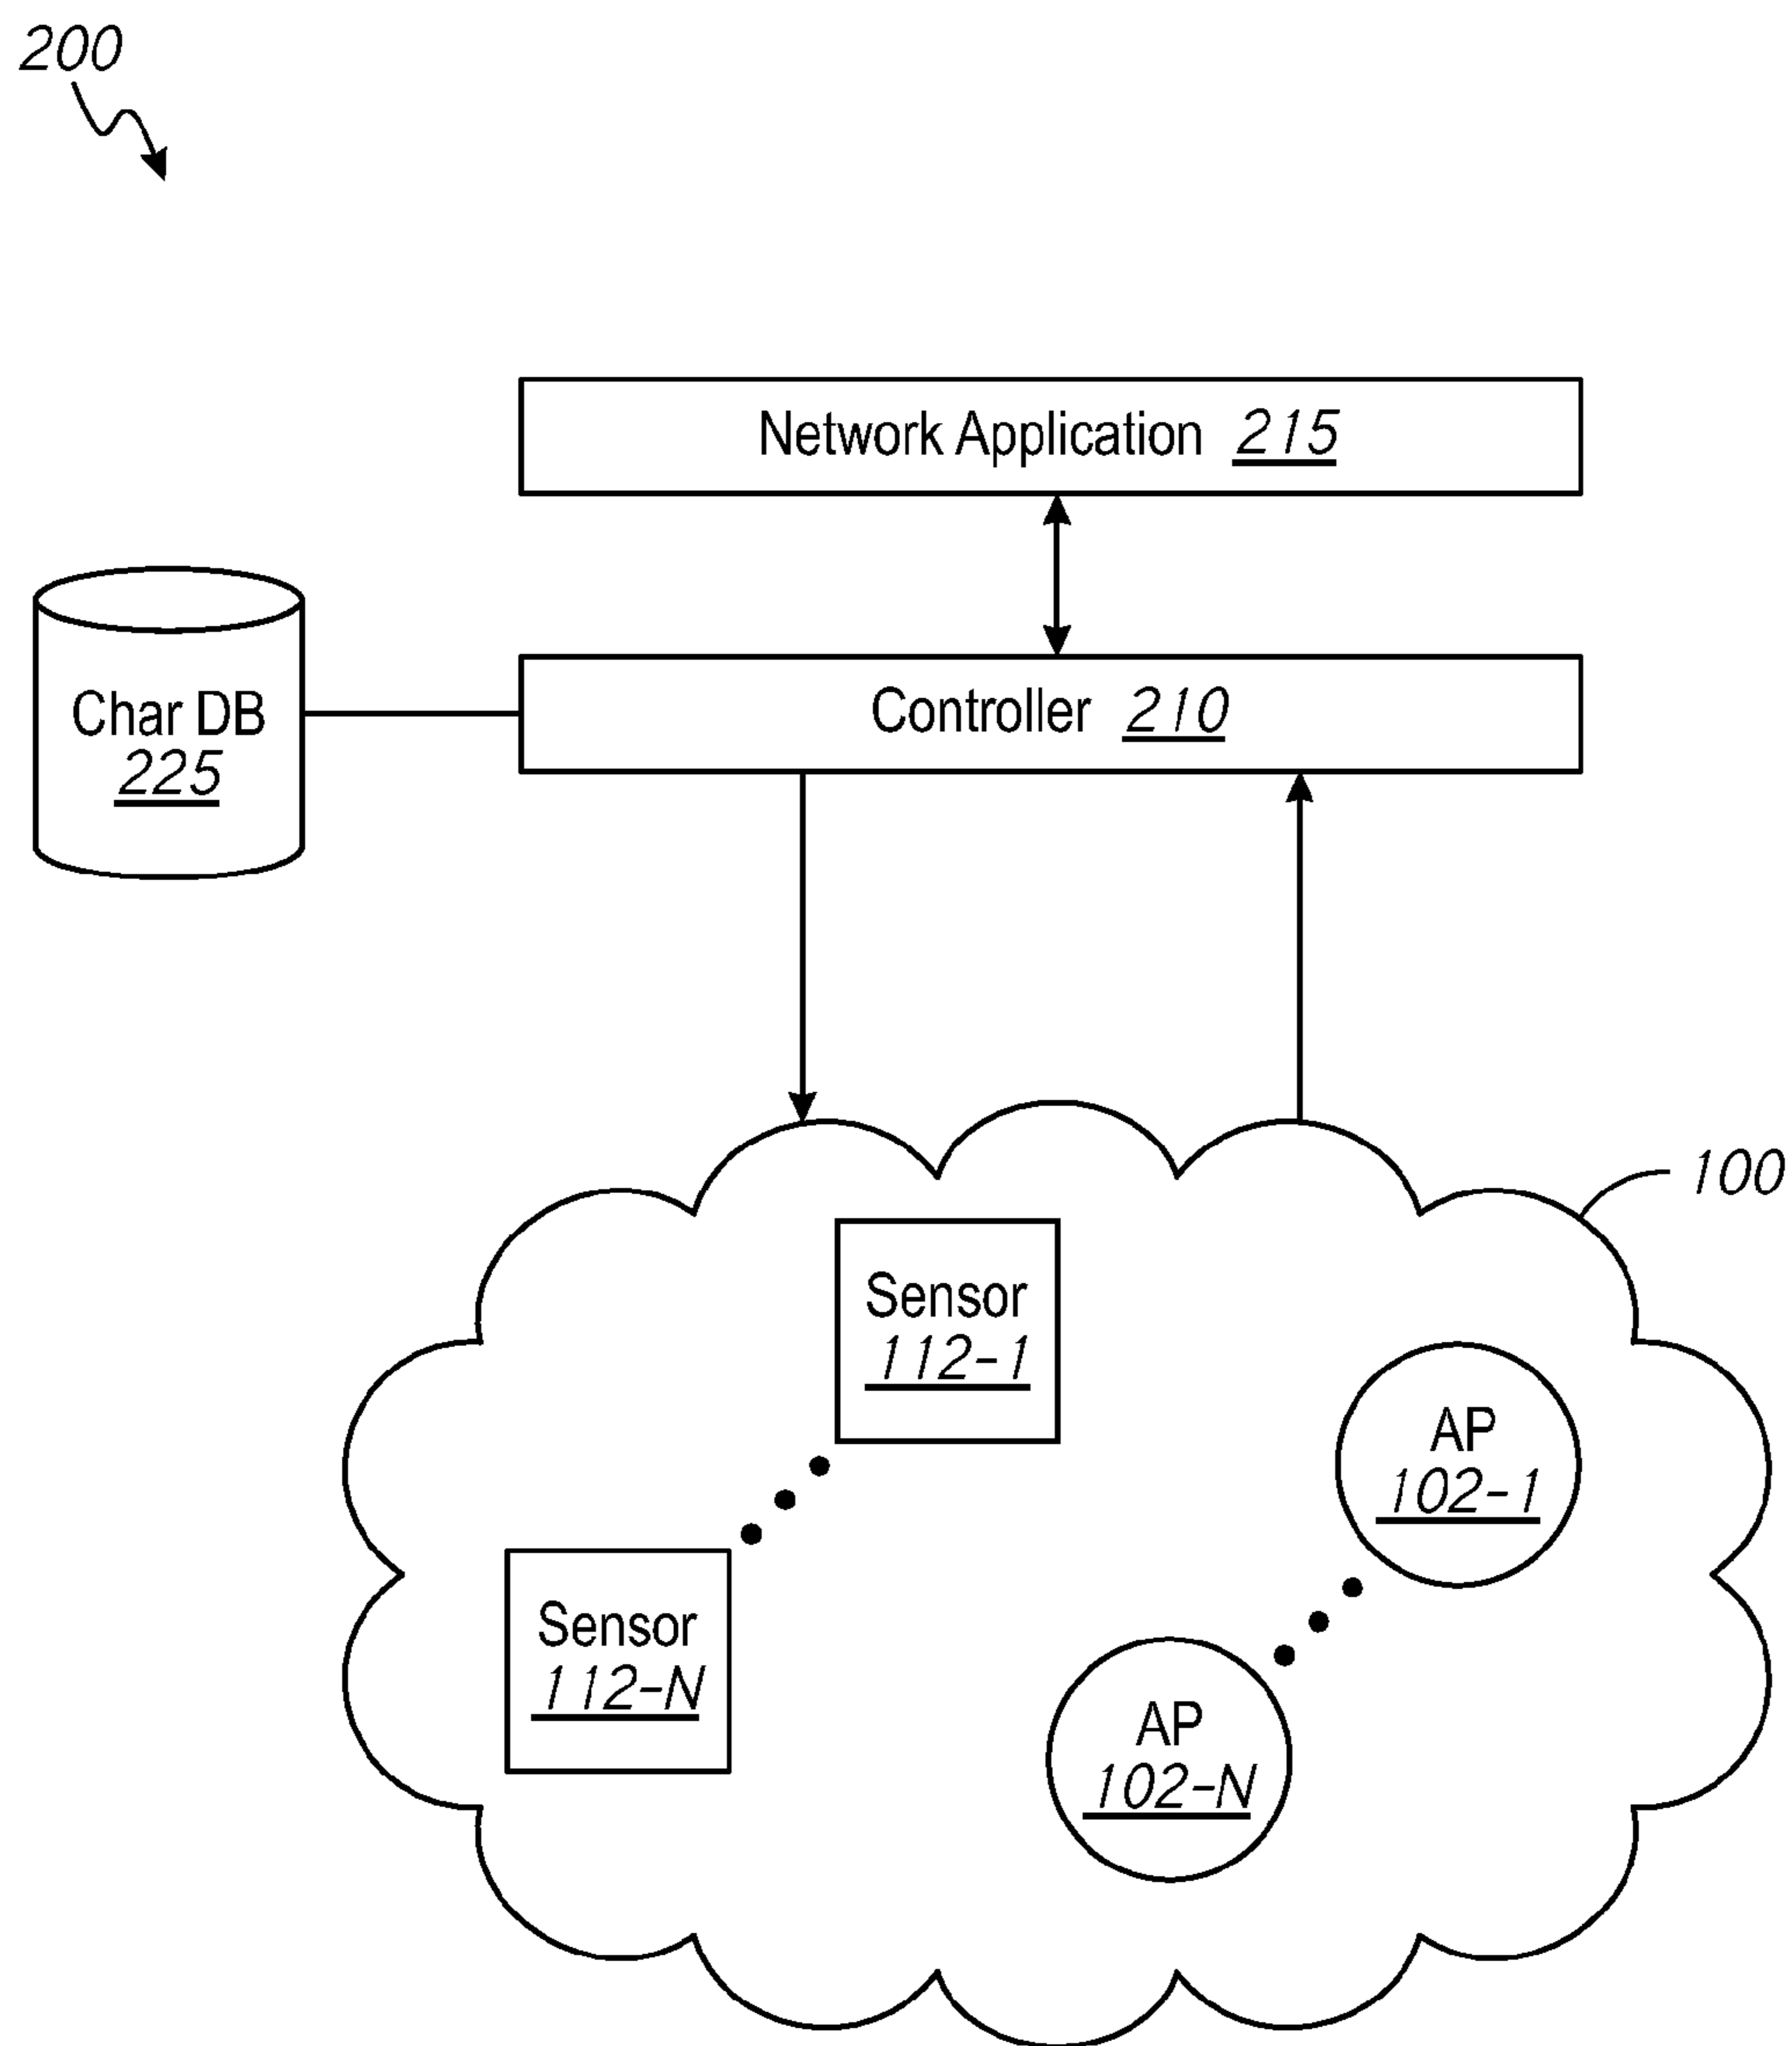 200
Network Application 215
Char DB
225
Controller 210
100
Sensor
112-1
AP
102-1
Sensor
112-N
AP
102-N